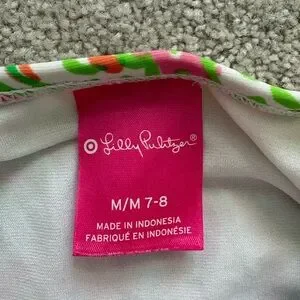 Lilly Pulitzer®
M/M 7-8
MADE IN INDONESIA
FABRIQUÉ EN INDONÉSIE